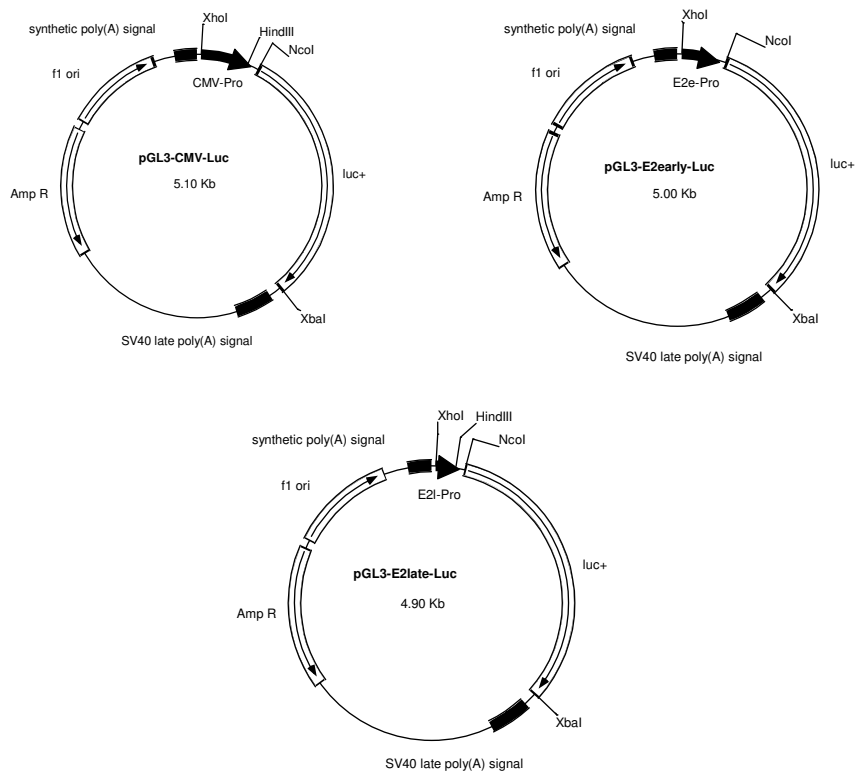 XhoI
synthetic poly(A) signal
HindIII
NcoI
f1 ori
CMV-Pro
pGL3-CMV-Luc
5.10 Kb
luc+
Amp R
XbaI
SV40 late poly(A) signal
XhoI
synthetic poly(A) signal
NcoI
f1 ori
E2e-Pro
pGL3-E2early-Luc
5.00 Kb
luc+
Amp R
XbaI
SV40 late poly(A) signal
XhoI
HindIII
synthetic poly(A) signal
NcoI
f1 ori
E2l-Pro
pGL3-E2late-Luc
4.90 Kb
luc+
Amp R
XbaI
SV40 late poly(A) signal